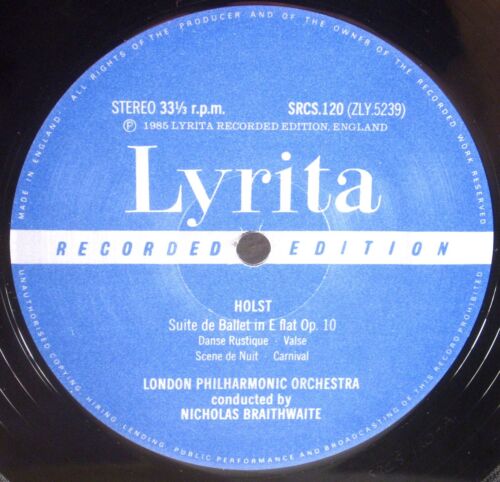 ALL RIGHTS OF THE PRODUCER AND OF THE OWNER OF THE RECORDED WORK RESERVED
MADE IN ENGLAND
STEREO 33⅓ r.p.m.
SRCS.120 (ZLY.5239)
Ⓟ 1985 LYRITA RECORDED EDITION, ENGLAND
Lyrita
RECORDED EDITION
HOLST
Suite de Ballet in E flat Op. 10
Danse Rustique · Valse
Scene de Nuit · Carnival
LONDON PHILHARMONIC ORCHESTRA
conducted by
NICHOLAS BRAITHWAITE
UNAUTHORISED COPYING, HIRING, LENDING, PUBLIC PERFORMANCE AND BROADCASTING OF THIS RECORD PROHIBITED